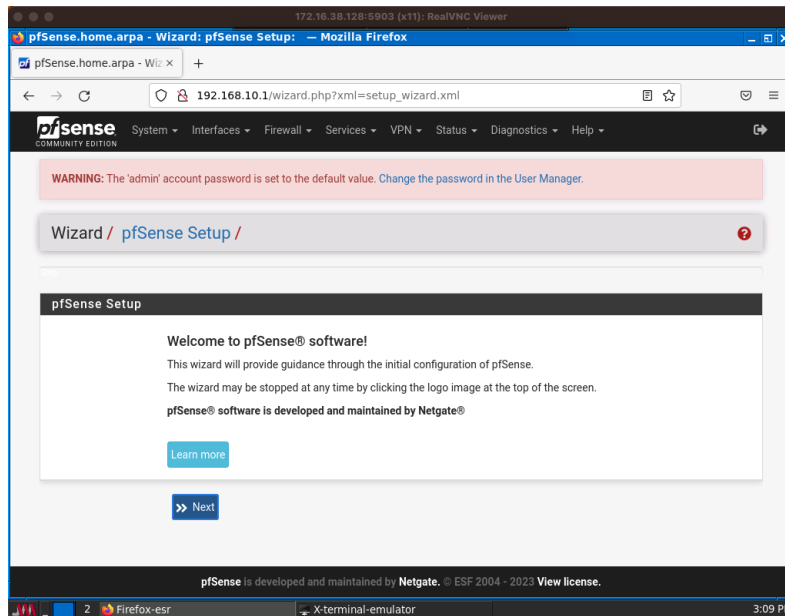 172.16.38.128:5903 (x11): RealVNC Viewer
pfSense.home.arpa - Wizard: pfSense Setup: — Mozilla Firefox
pfSense.home.arpa - Wiz
192.168.10.1/wizard.php?xml=setup_wizard.xml
pfsense
COMMUNITY EDITION
System Interfaces Firewall Services VPN Status Diagnostics Help
WARNING: The 'admin' account password is set to the default value. Change the password in the User Manager.
Wizard / pfSense Setup /
pfSense Setup
Welcome to pfSense® software!
This wizard will provide guidance through the initial configuration of pfSense.
The wizard may be stopped at any time by clicking the logo image at the top of the screen.
pfSense® software is developed and maintained by Netgate®
Learn more
Next
pfSense is developed and maintained by Netgate. © ESF 2004 - 2023 View license.
2 Firefox-esr X-terminal-emulator 3:09 P